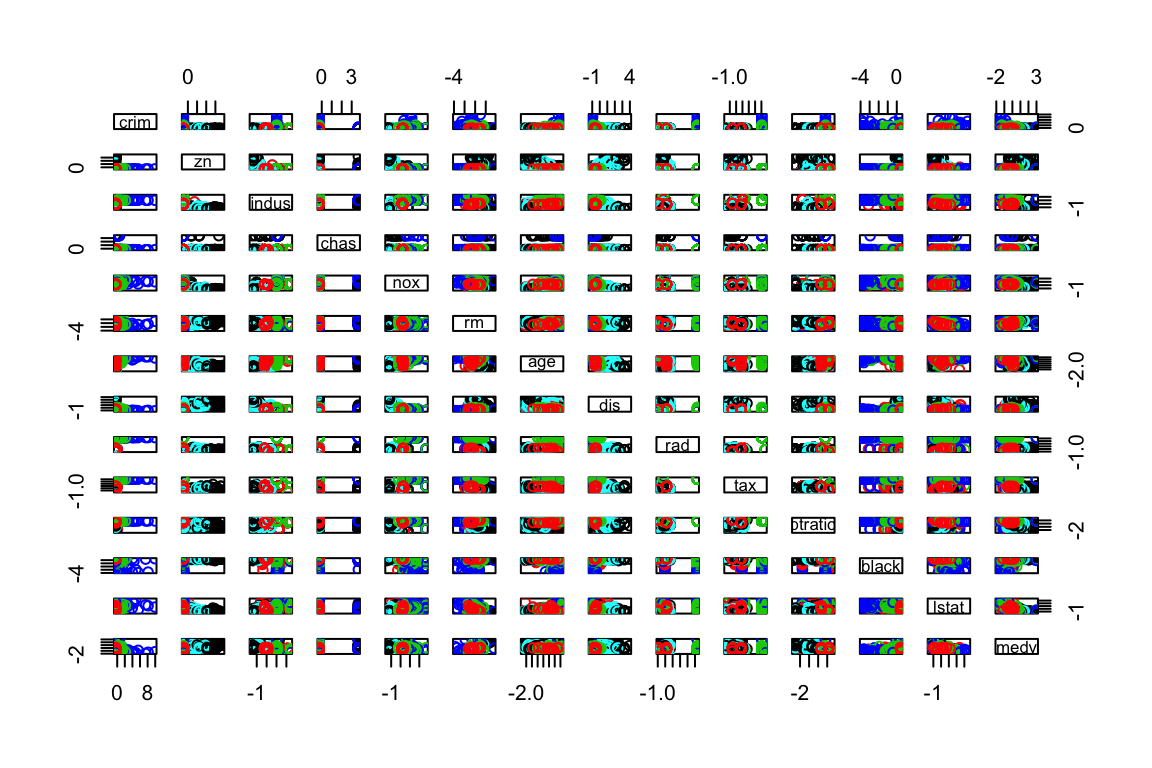 0 0 3 -4 -1 4 -1.0 -4 0 -2 3
crim 0
0 zn
indus -1
0 chas
nox -1
-4 rm
age -2.0
-1 dis
rad -1.0
-1.0 tax
ptratio -2
-4 black
lstat -1
-2 medv
0 8 -1 -1 -2.0 -1.0 -2 -1